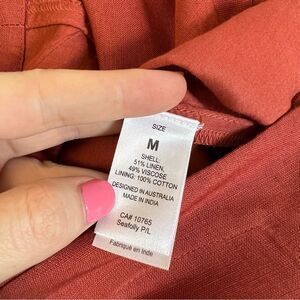 SIZE
M
SHELL:
51% LINEN,
49% VISCOSE
LINING: 100% COTTON
DESIGNED IN AUSTRALIA
MADE IN INDIA
CA# 10765
Seafolly P/L
Fabriqué en Inde